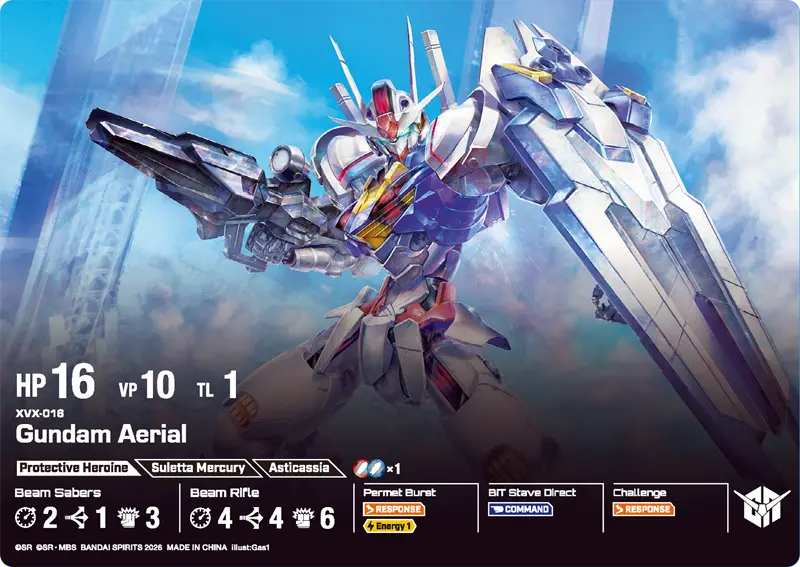 HP 16 VP 10 TL 1
XVX-016
Gundam Aerial
Protective Heroine Suletta Mercury Asticassia ×1
Beam Sabers
2 1 3
Beam Rifle
4 4 6
Permet Burst
RESPONSE
Energy 1
BIT Stave Direct
COMMAND
Challenge
RESPONSE
©SR ©SR・MBS BANDAI SPIRITS 2026 MADE IN CHINA illust:Gas1